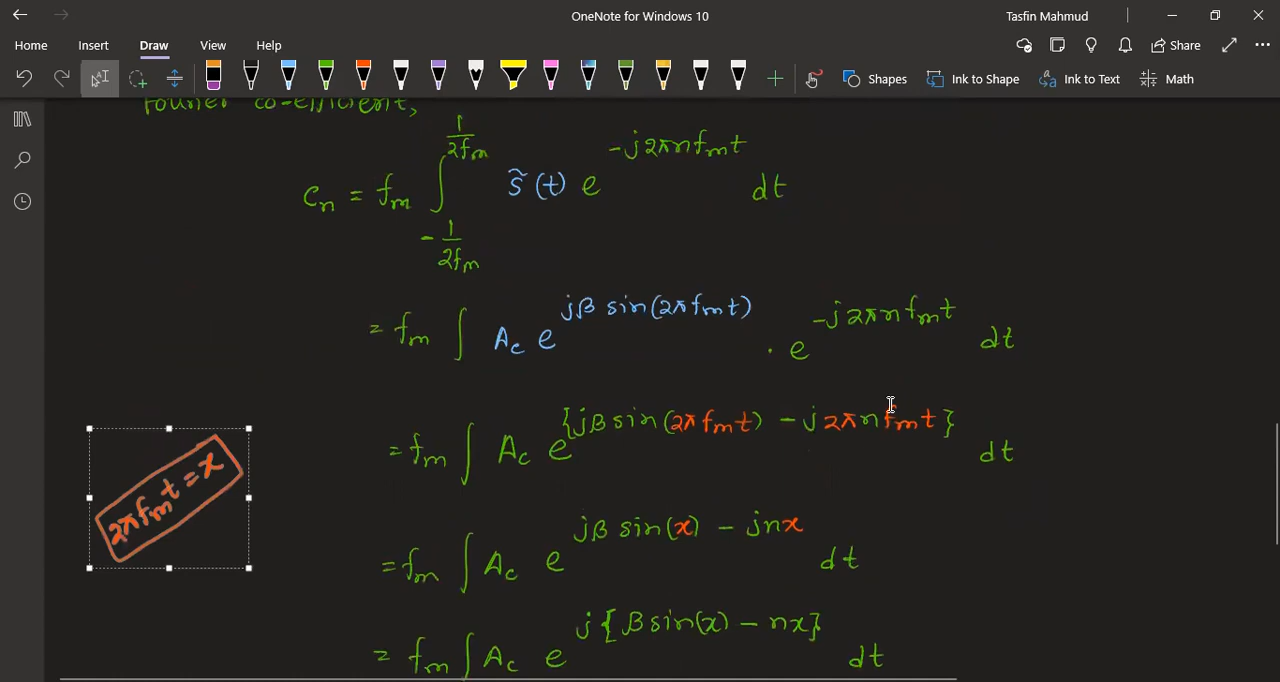 OneNote for Windows 10
Tasfin Mahmud
Home Insert Draw View Help
Share
Shapes
Ink to Shape
Ink to Text
Math
Fourier co-efficient,
Cn = fm ∫_{-1/2fm}^{1/2fm} s̃(t) e^{-j2πnfmt} dt
= fm ∫ Ac e^{jβ sin(2πfmt)} . e^{-j2πnfmt} dt
= fm ∫ Ac e^{{jβ sin(2πfmt) - j2πnfmt}} dt
2πfmt = x
= fm ∫ Ac e^{jβ sin(x) - jnx} dt
= fm ∫ Ac e^{j{β sin(x) - nx}} dt